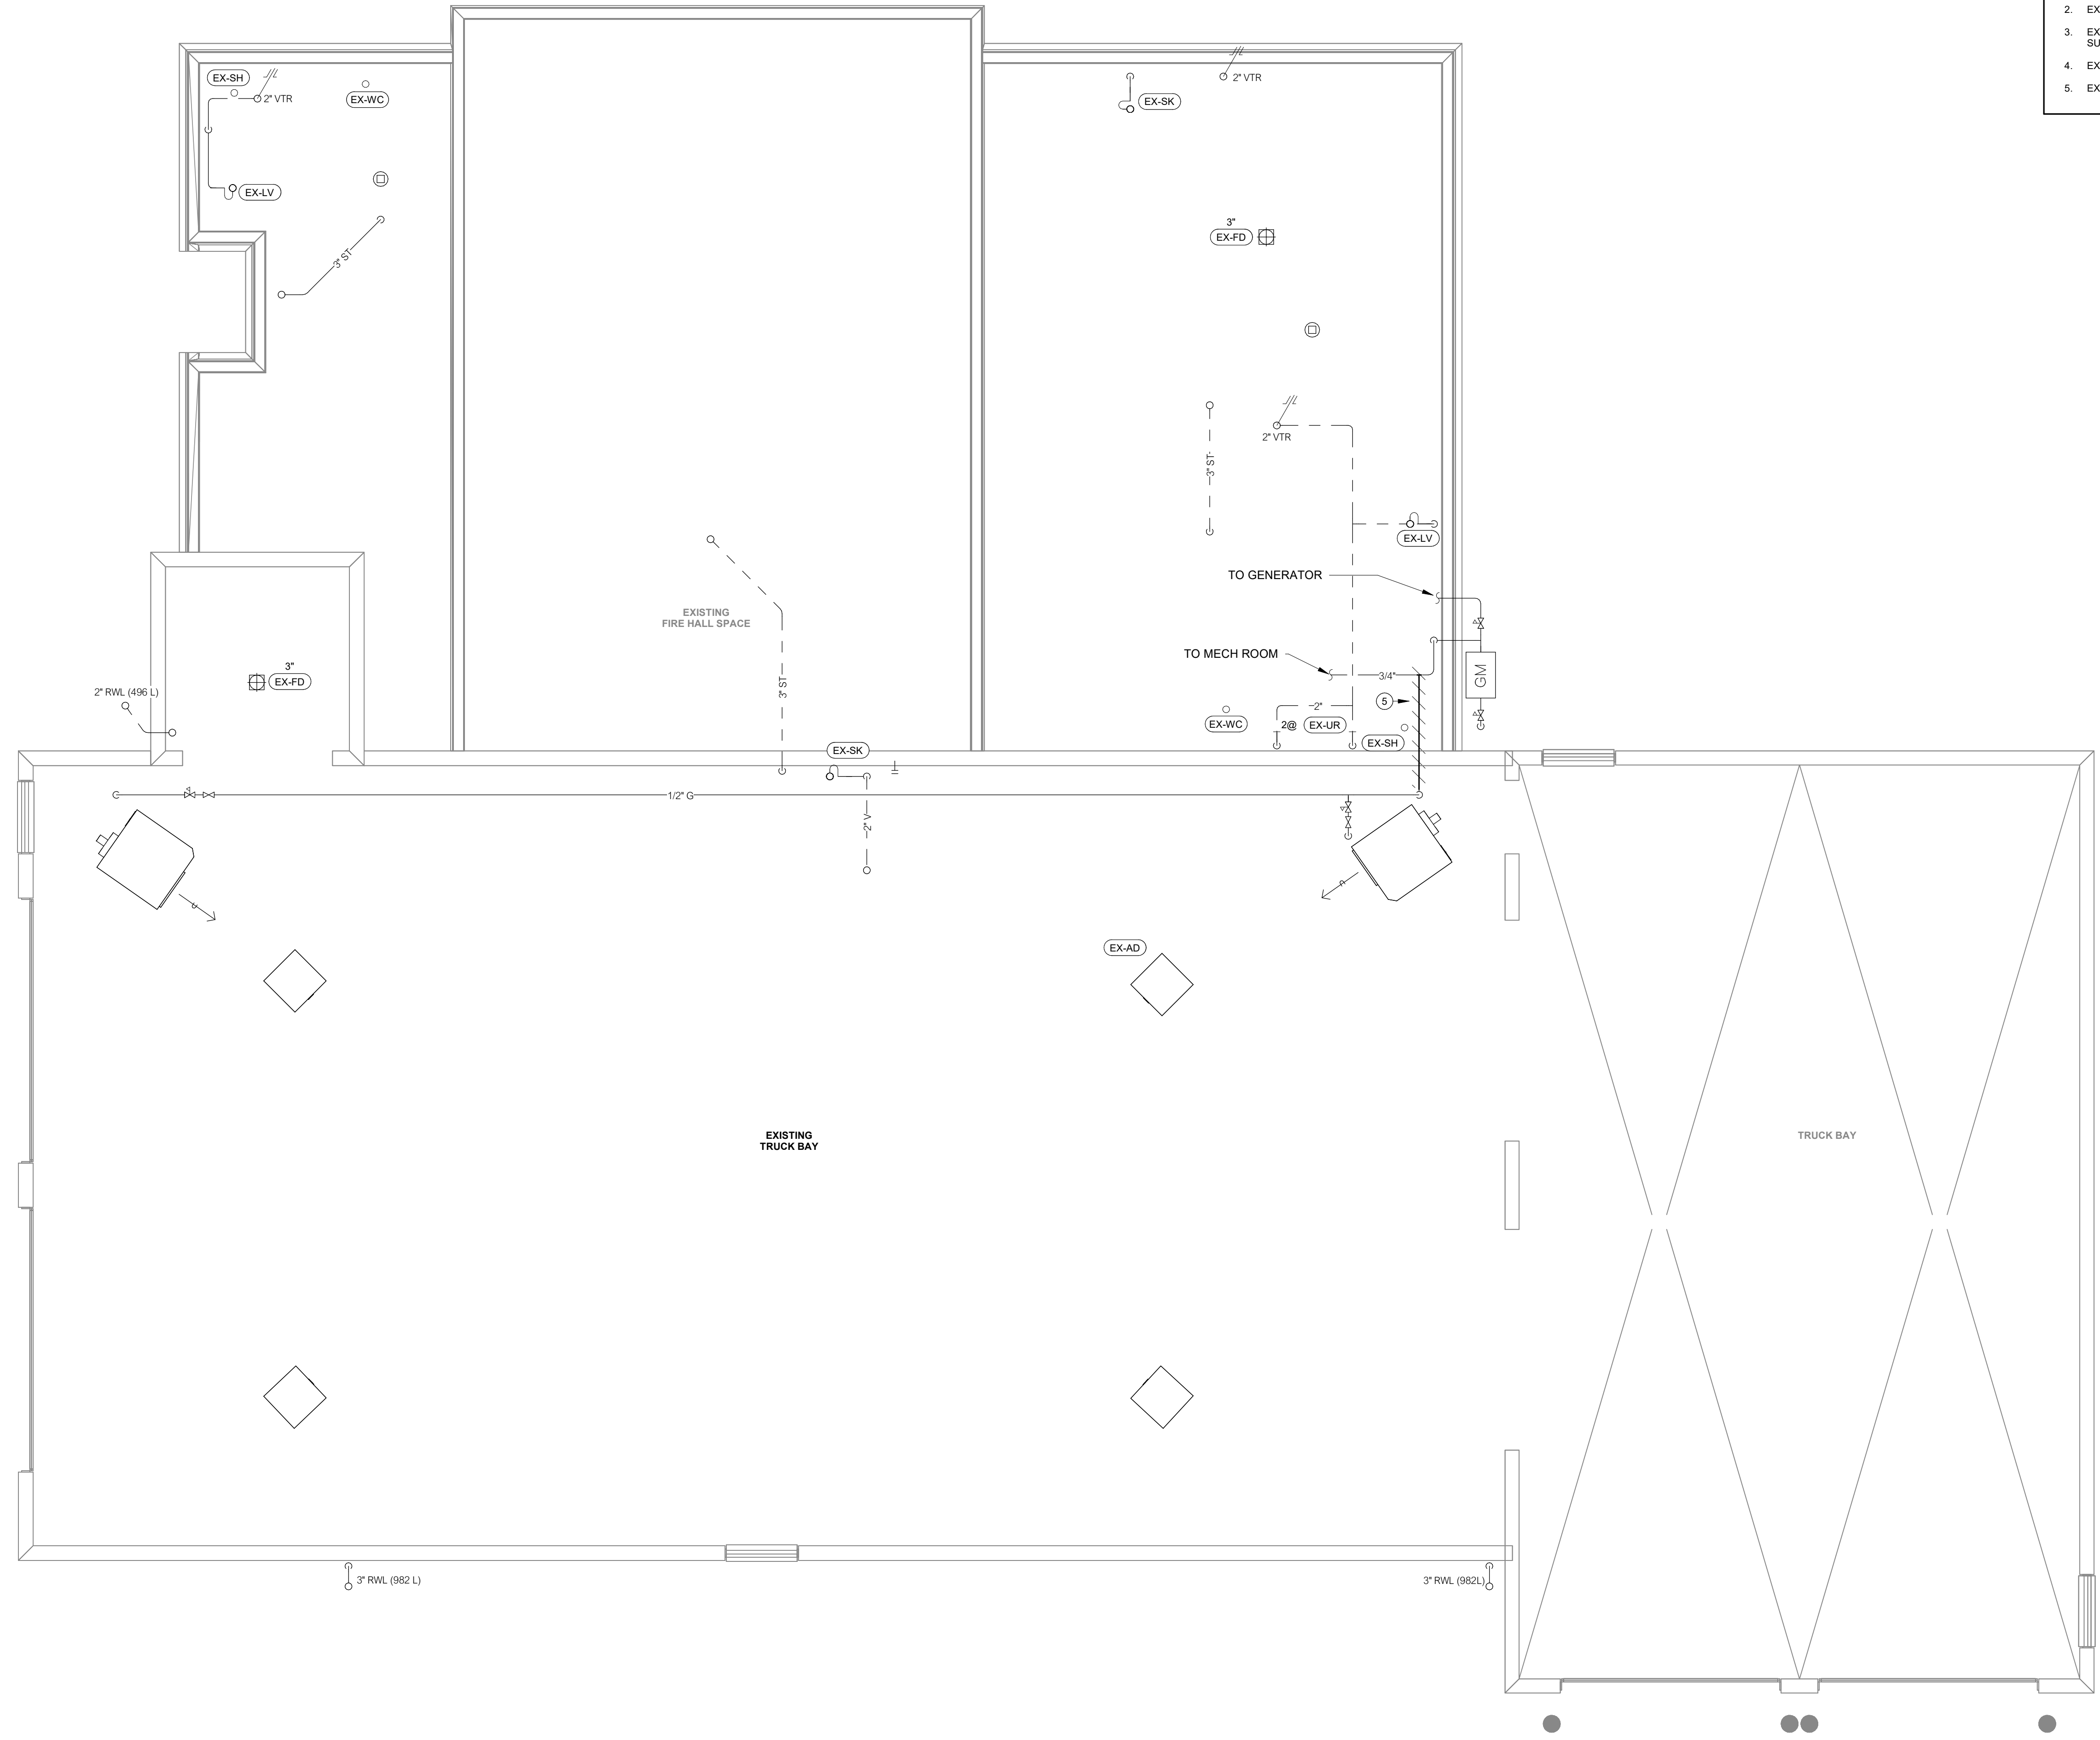 2. EX
3. EX
SU
4. EX
5. EX
EX-SH
2" VTR
EX-WC
EX-LV
3" ST
EX-SK
2" VTR
3"
EX-FD
2" VTR
3" ST
EX-LV
TO GENERATOR
EXISTING
FIRE HALL SPACE
TO MECH ROOM
3/4"
GM
3"
EX-FD
2" RWL (496 L)
3" ST
5
2"
EX-WC
2@ EX-UR
EX-SH
EX-SK
1/2" G
2" V
EX-AD
EXISTING
TRUCK BAY
TRUCK BAY
3" RWL (982 L)
3" RWL (982L)